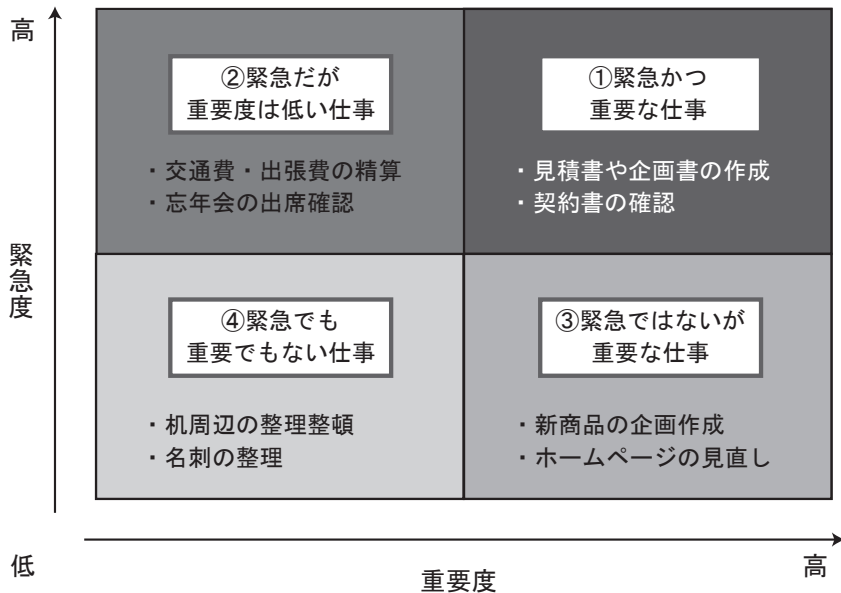 高
②緊急だが
重要度は低い仕事
・交通費・出張費の精算
・忘年会の出席確認
①緊急かつ
重要な仕事
・見積書や企画書の作成
・契約書の確認
緊急度
④緊急でも
重要でもない仕事
・机周辺の整理整頓
・名刺の整理
③緊急ではないが
重要な仕事
・新商品の企画作成
・ホームページの見直し
低
重要度
高